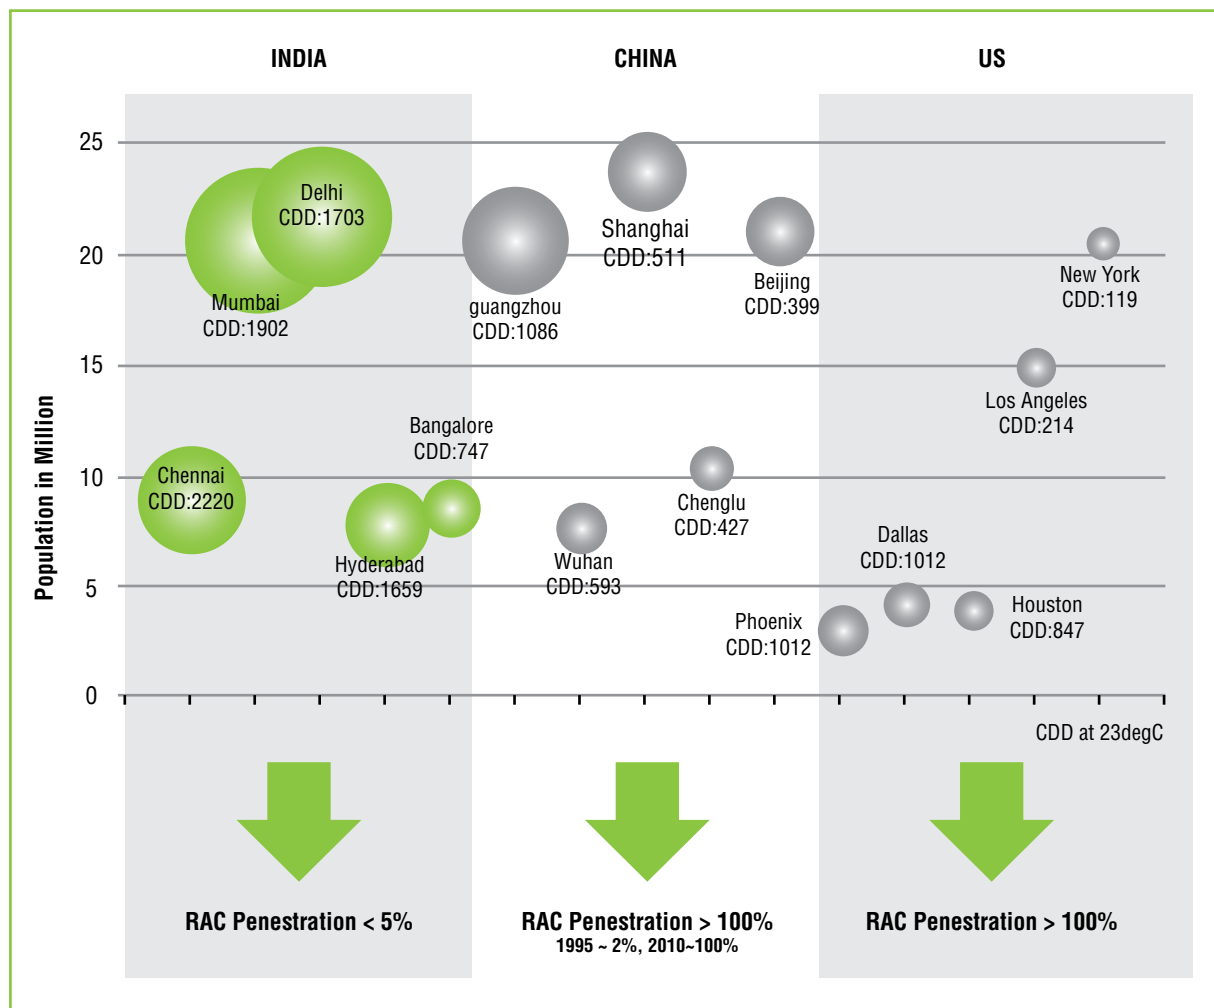 INDIA
CHINA
US
Population in Million
25
20
15
10
5
0
Delhi
CDD:1703
Mumbai
CDD:1902
Chennai
CDD:2220
Hyderabad
CDD:1659
Bangalore
CDD:747
guangzhou
CDD:1086
Shanghai
CDD:511
Beijing
CDD:399
Wuhan
CDD:593
Chenglu
CDD:427
Phoenix
CDD:1012
Dallas
CDD:1012
Houston
CDD:847
Los Angeles
CDD:214
New York
CDD:119
CDD at 23degC
RAC Penestration < 5%
RAC Penestration > 100%
1995 ~ 2%, 2010~100%
RAC Penestration > 100%